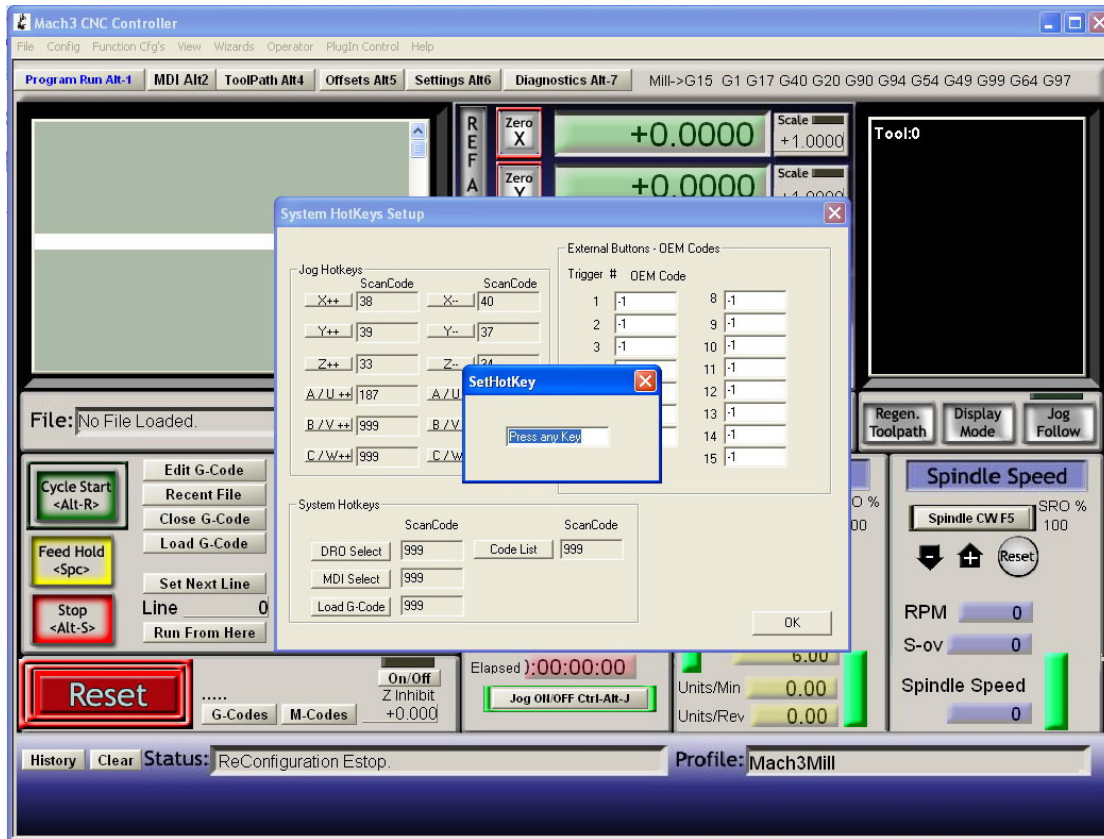 Mach3 CNC Controller
File Config Function Cfg's View Wizards Operator PlugIn Control Help
Program Run Alt-1 MDI Alt2 ToolPath Alt4 Offsets Alt5 Settings Alt6 Diagnostics Alt-7 Mill->G15 G1 G17 G40 G20 G90 G94 G54 G49 G99 G64 G97
REF A
Zero X +0.0000 Scale +1.0000
Zero Y +0.0000 Scale +1.0000
Tool:0
System HotKeys Setup
Jog Hotkeys
ScanCode ScanCode
X++ 38 X-- 40
Y++ 39 Y-- 37
Z++ 33 Z-- 34
A / U ++ 187 A / U
B / V ++ 999 B / V
C / W++ 999 C / W
External Buttons - OEM Codes
Trigger # OEM Code
1 -1 8 -1
2 -1 9 -1
3 -1 10 -1
11 -1
12 -1
13 -1
14 -1
15 -1
SetHotKey
Press any Key
System Hotkeys
ScanCode ScanCode
DRO Select 999 Code List 999
MDI Select 999
Load G-Code 999
OK
File: No File Loaded.
Regen. Toolpath Display Mode Jog Follow
Cycle Start <Alt-R>
Feed Hold <Spc>
Stop <Alt-S>
Edit G-Code
Recent File
Close G-Code
Load G-Code
Set Next Line
Line 0
Run From Here
O %
00
Spindle Speed
Spindle CW F5 SRO % 100
Reset
RPM 0
S-ov 0
Spindle Speed
0
Reset
.....
G-Codes M-Codes
On/Off
Z Inhibit
+0.000
Elapsed ):00:00:00
Jog ON/OFF Ctrl-Alt-J
6.00
Units/Min 0.00
Units/Rev 0.00
History Clear Status: ReConfiguration Estop. Profile: Mach3Mill